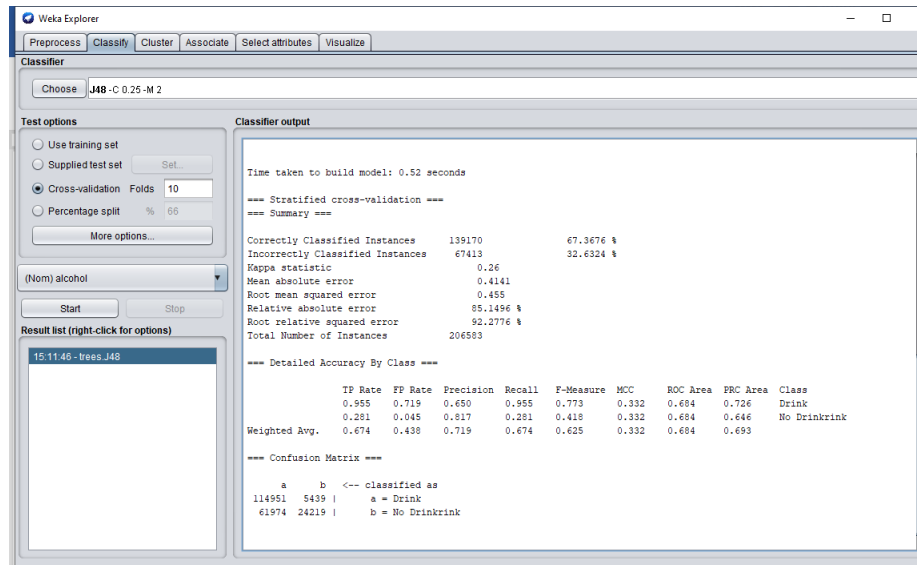 Weka Explorer
Preprocess Classify Cluster Associate Select attributes Visualize
Classifier
Choose J48 -C 0.25 -M 2
Test options
Use training set
Supplied test set Set...
Cross-validation Folds 10
Percentage split % 66
More options...
(Nom) alcohol
Start Stop
Result list (right-click for options)
15:11:46 - trees.J48
Classifier output
Time taken to build model: 0.52 seconds
=== Stratified cross-validation ===
=== Summary ===
Correctly Classified Instances 139170 67.3676 %
Incorrectly Classified Instances 67413 32.6324 %
Kappa statistic 0.26
Mean absolute error 0.4141
Root mean squared error 0.455
Relative absolute error 85.1496 %
Root relative squared error 92.2776 %
Total Number of Instances 206583
=== Detailed Accuracy By Class ===
TP Rate FP Rate Precision Recall F-Measure MCC ROC Area PRC Area Class
0.955 0.719 0.650 0.955 0.773 0.332 0.684 0.726 Drink
0.281 0.045 0.817 0.281 0.418 0.332 0.684 0.646 No Drinkrink
Weighted Avg. 0.674 0.438 0.719 0.674 0.625 0.332 0.684 0.693
=== Confusion Matrix ===
a b <-- classified as
114951 5439 | a = Drink
61974 24219 | b = No Drinkrink